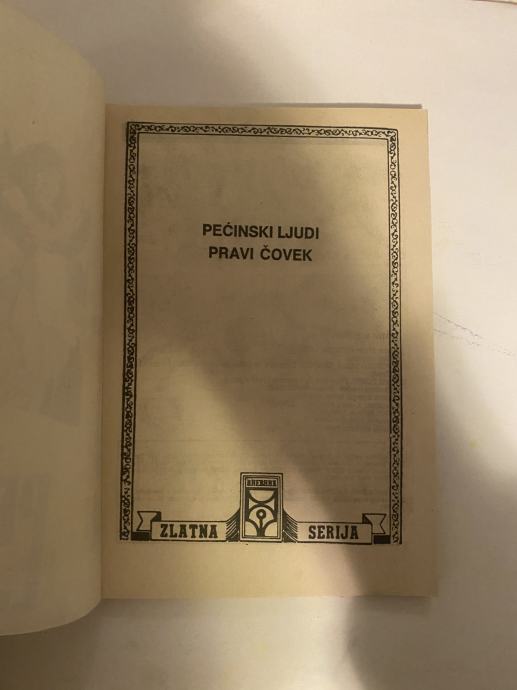 PEĆINSKI LJUDI
PRAVI ČOVEK
ZLATNA SERIJA